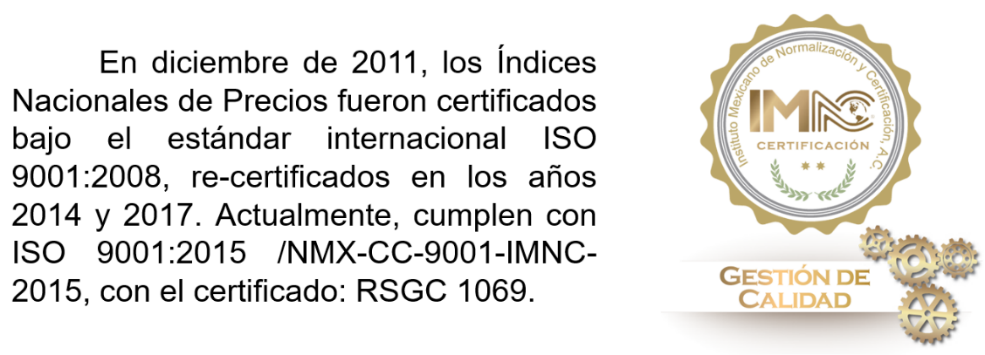 En diciembre de 2011, los Índices
Nacionales de Precios fueron certificados
bajo el estándar internacional ISO
9001:2008, re-certificados en los años
2014 y 2017. Actualmente, cumplen con
ISO 9001:2015 /NMX-CC-9001-IMNC-
2015, con el certificado: RSGC 1069.
Instituto Mexicano de Normalización y Certificación, A.C.
IMNC
CERTIFICACIÓN
GESTIÓN DE
CALIDAD